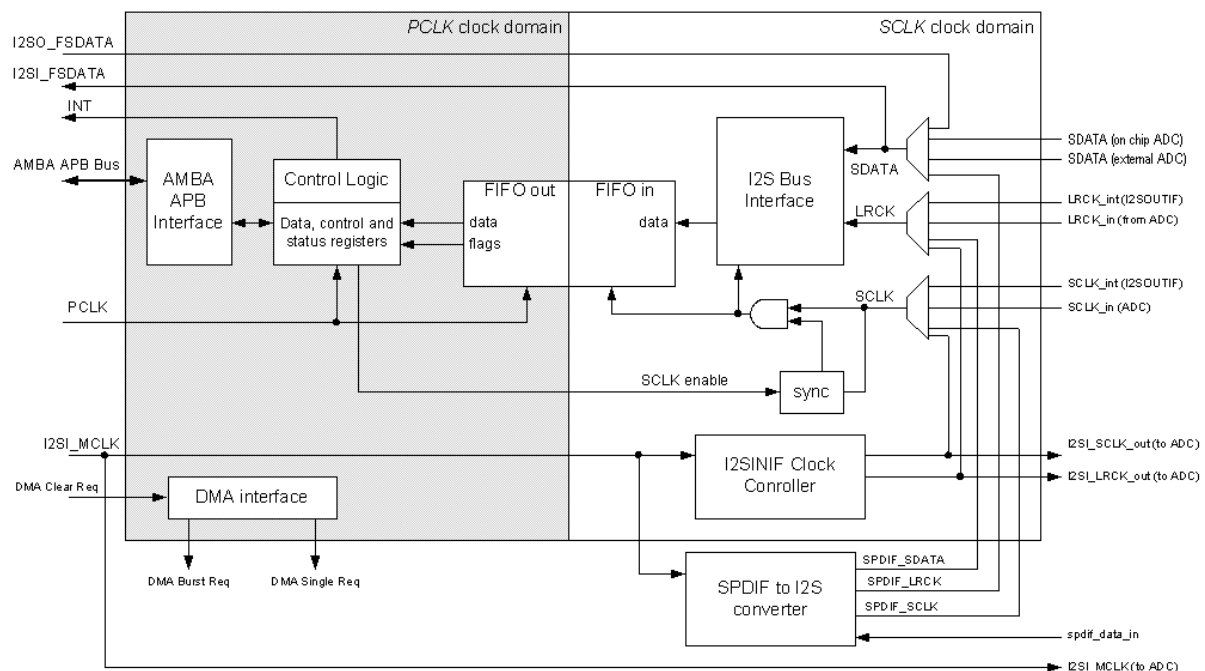 PCLK clock domain
SCLK clock domain
I2SO_FSDATA
I2SI_FSDATA
INT
AMBA APB Bus
AMBA
APB
Interface
Control Logic
Data, control and
status registers
FIFO out
data
flags
FIFO in
data
I2S Bus
Interface
SDATA
LRCK
SCLK
SDATA (on chip ADC)
SDATA (external ADC)
LRCK_int (I2SOUTIF)
LRCK_in (from ADC)
SCLK_int (I2SOUTIF)
SCLK_in (ADC)
PCLK
SCLK enable
sync
I2SI_MCLK
I2SINIF Clock
Conroller
I2SI_SCLK_out (to ADC)
I2SI_LRCK_out (to ADC)
DMA Clear Req
DMA interface
DMA Burst Req
DMA Single Req
SPDIF to I2S
converter
SPDIF_SDATA
SPDIF_LRCK
SPDIF_SCLK
spdif_data_in
I2SI_MCLK (to ADC)